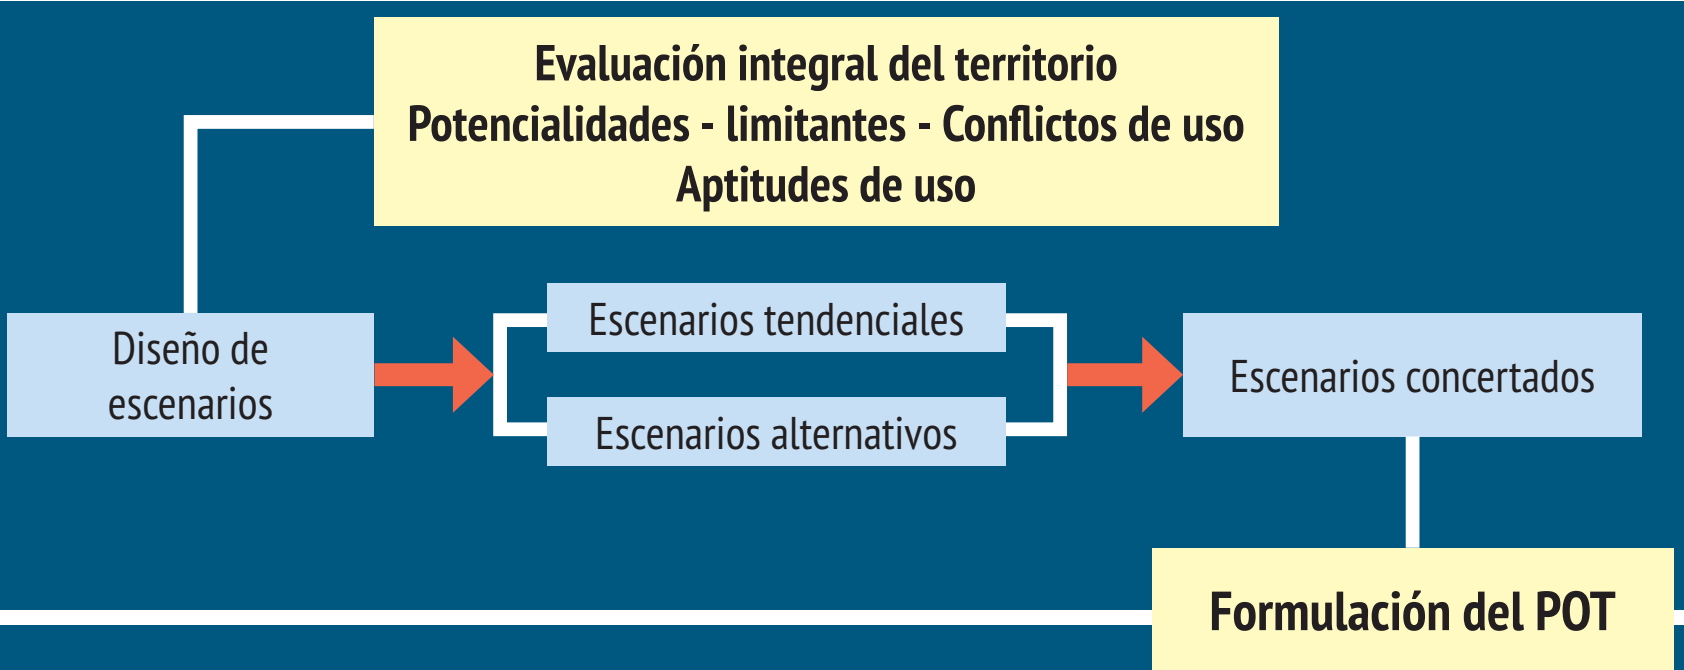 Evaluación integral del territorio
Potencialidades - limitantes - Conflictos de uso
Aptitudes de uso
Diseño de
escenarios
Escenarios tendenciales
Escenarios alternativos
Escenarios concertados
Formulación del POT